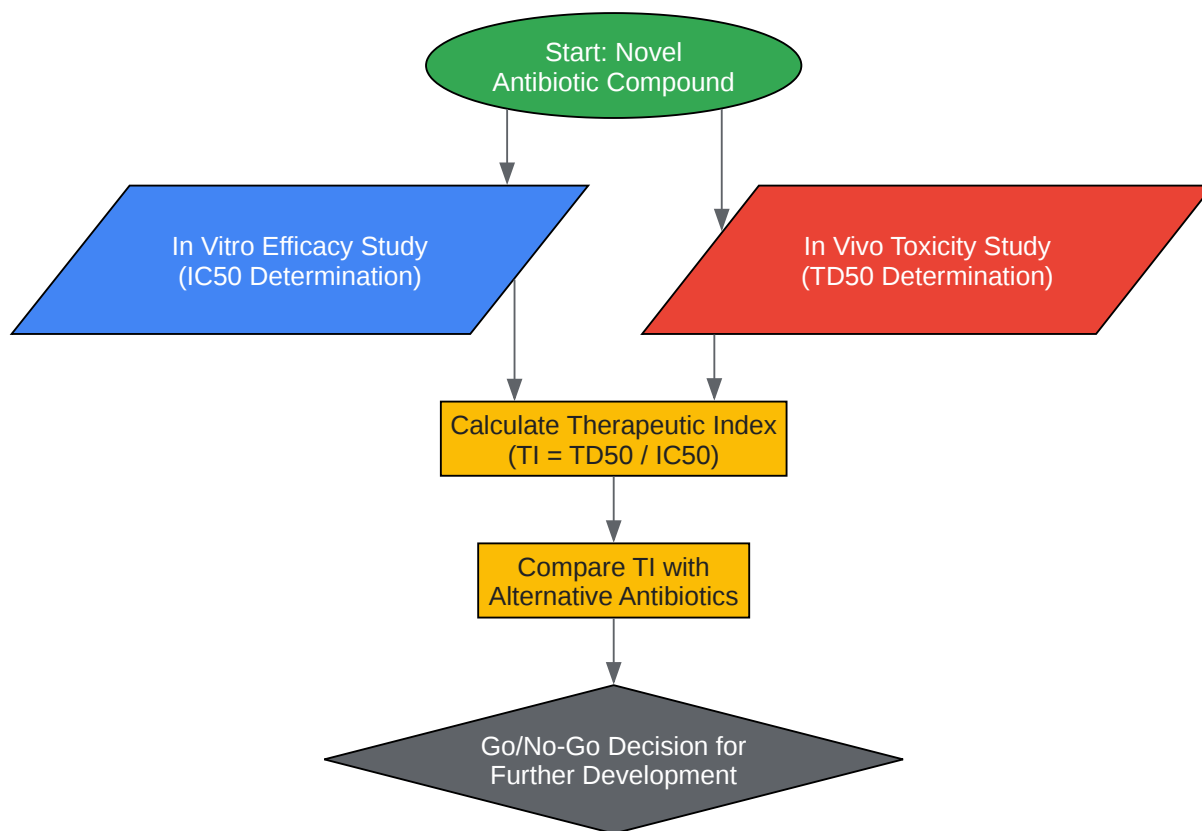 Start: Novel
Antibiotic Compound
In Vitro Efficacy Study
(IC50 Determination)
In Vivo Toxicity Study
(TD50 Determination)
Calculate Therapeutic Index
(TI = TD50 / IC50)
Compare TI with
Alternative Antibiotics
Go/No-Go Decision for
Further Development